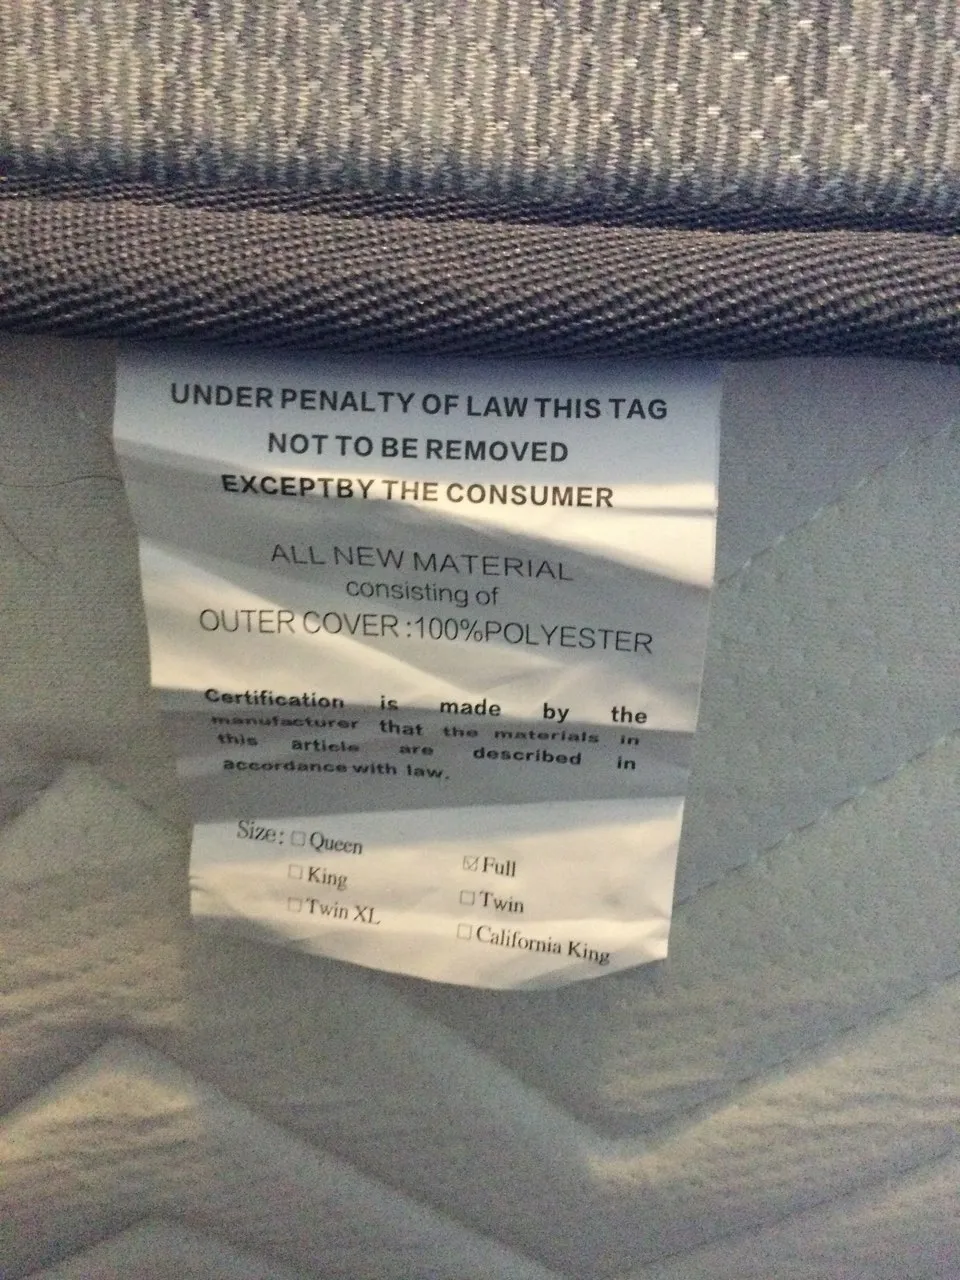 UNDER PENALTY OF LAW THIS TAG
NOT TO BE REMOVED
EXCEPTBY THE CONSUMER
ALL NEW MATERIAL
consisting of
OUTER COVER:100%POLYESTER
Certification is made by the
manufacturer that the materials in
this article are described in
accordance with law.
Size: ☐ Queen ☑ Full
☐ King ☐ Twin
☐ Twin XL ☐ California King